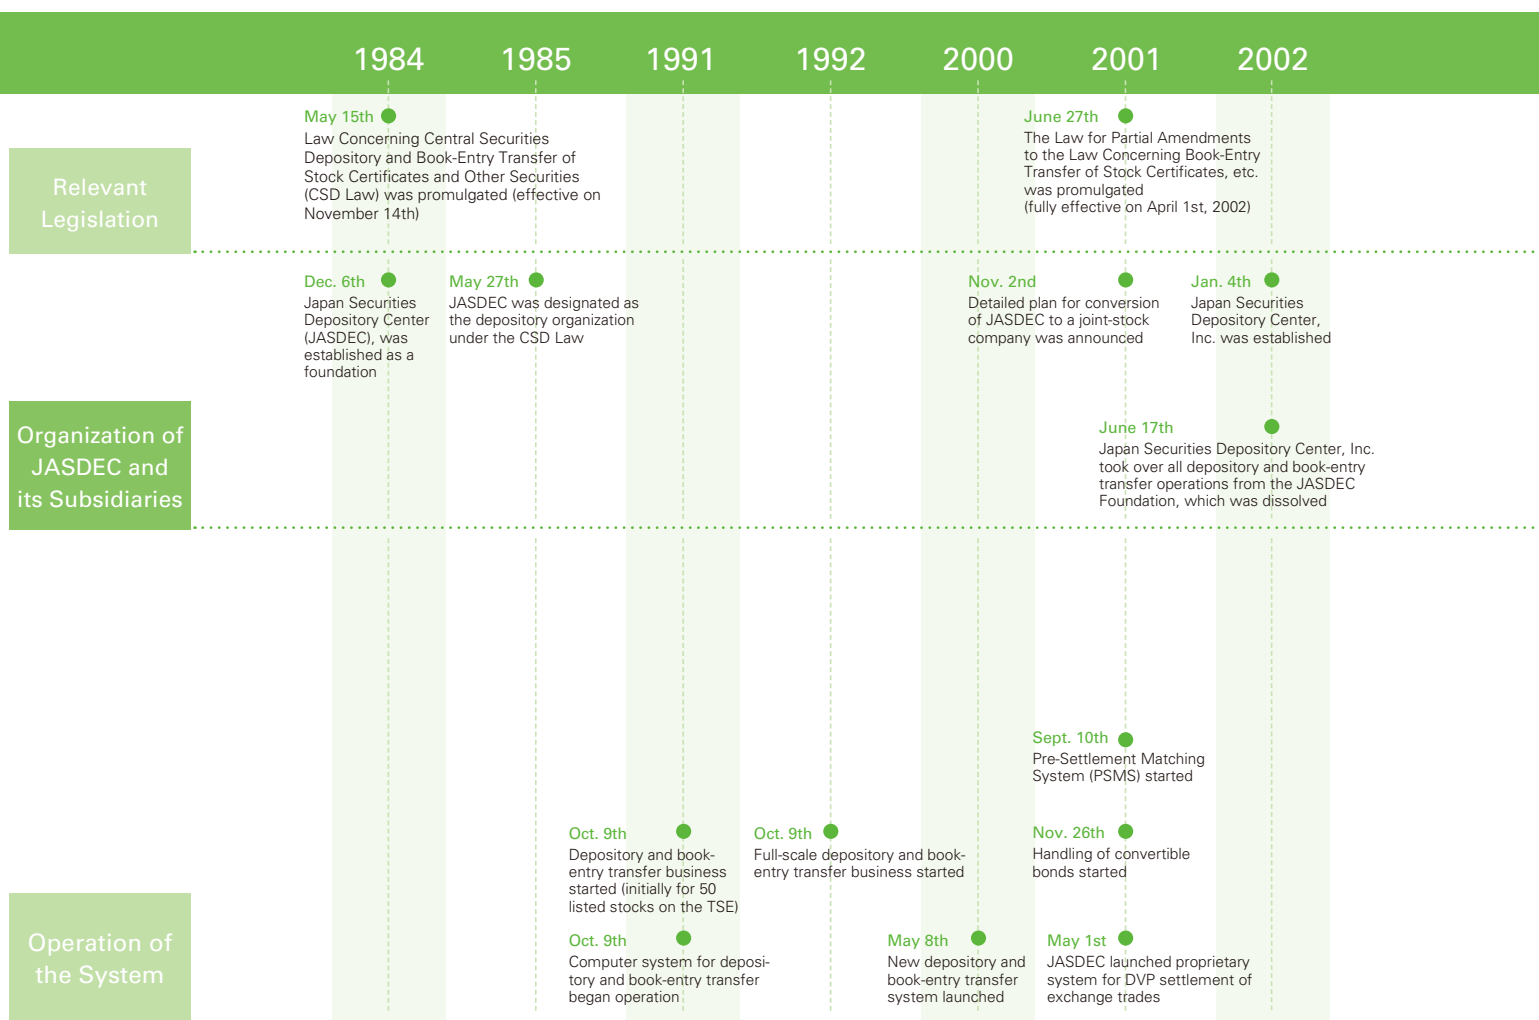 1984
1985
1991
1992
2000
2001
2002
Relevant
Legislation
May 15th
Law Concerning Central Securities
Depository and Book-Entry Transfer of
Stock Certificates and Other Securities
(CSD Law) was promulgated (effective on
November 14th)
June 27th
The Law for Partial Amendments
to the Law Concerning Book-Entry
Transfer of Stock Certificates, etc.
was promulgated
(fully effective on April 1st, 2002)
Organization of
JASDEC and
its Subsidiaries
Dec. 6th
Japan Securities
Depository Center
(JASDEC), was
established as a
foundation
May 27th
JASDEC was designated as
the depository organization
under the CSD Law
Nov. 2nd
Detailed plan for conversion
of JASDEC to a joint-stock
company was announced
Jan. 4th
Japan Securities
Depository Center,
Inc. was established
June 17th
Japan Securities Depository Center, Inc.
took over all depository and book-entry
transfer operations from the JASDEC
Foundation, which was dissolved
Operation of
the System
Sept. 10th
Pre-Settlement Matching
System (PSMS) started
Oct. 9th
Depository and book-
entry transfer business
started (initially for 50
listed stocks on the TSE)
Oct. 9th
Full-scale depository and book-
entry transfer business started
Nov. 26th
Handling of convertible
bonds started
Oct. 9th
Computer system for deposi-
tory and book-entry transfer
began operation
May 8th
New depository and
book-entry transfer
system launched
May 1st
JASDEC launched proprietary
system for DVP settlement of
exchange trades